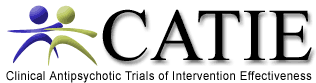 CATIE
Clinical Antipsychotic Trials of Intervention Effectiveness